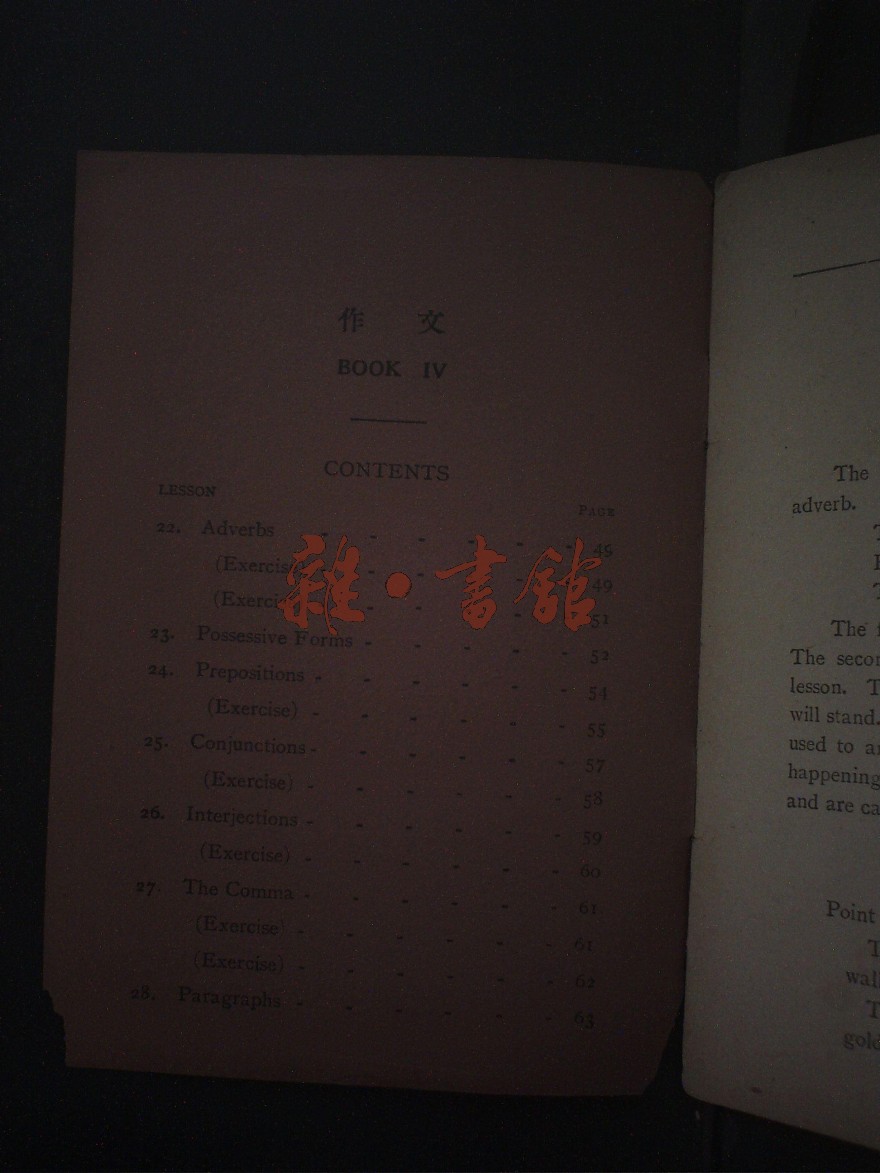 作 文
BOOK IV
CONTENTS
LESSON PAGE
22. Adverbs - - - - - - 45
(Exercise) - - - - - 49
(Exercise) - - - - - 51
雜·書館
23. Possessive Forms - - - - - 52
24. Prepositions - - - - - - 54
(Exercise) - - - - - - 55
25. Conjunctions - - - - - - 57
(Exercise) - - - - - - 58
26. Interjections - - - - - - 59
(Exercise) - - - - - - 60
27. The Comma - - - - - - 61
(Exercise) - - - - - - 61
(Exercise) - - - - - - 62
28. Paragraphs - - - - - - 63
The
adverb.
The
The secon
lesson.
will stand.
used to
happening
and are ca
Point
wall
gold